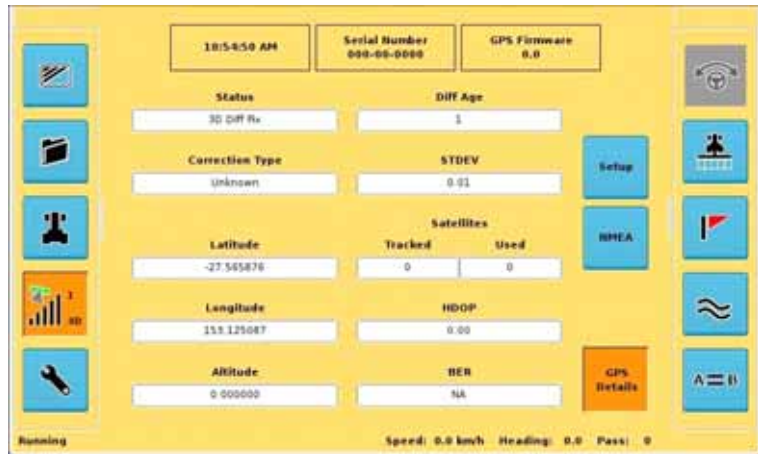 10:54:50 AM
Serial Number
000-00-0000
GPS Firmware
0.0
Status
Diff Age
3D Diff Fix
1
Correction Type
STDEV
Setup
Unknown
0.01
Satellites
NMEA
Latitude
Tracked
Used
-27.565876
0
0
3
3D
Longitude
HDOP
153.125087
0.00
Altitude
BER
GPS
Details
A
B
0.000000
NA
Running
Speed: 0.0 km/h Heading: 0.0 Pass: 0